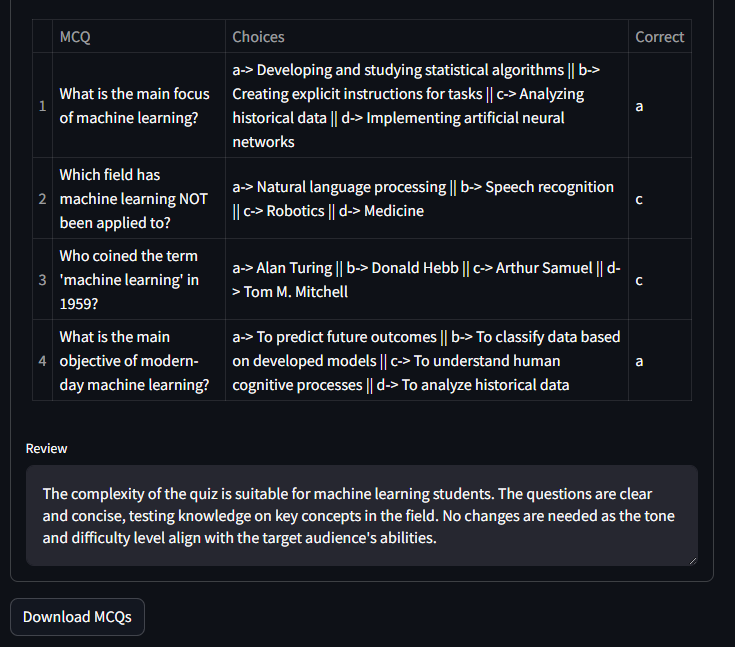 MCQ Choices Correct
1 What is the main focus of machine learning? a-> Developing and studying statistical algorithms || b-> Creating explicit instructions for tasks || c-> Analyzing historical data || d-> Implementing artificial neural networks a
2 Which field has machine learning NOT been applied to? a-> Natural language processing || b-> Speech recognition || c-> Robotics || d-> Medicine c
3 Who coined the term 'machine learning' in 1959? a-> Alan Turing || b-> Donald Hebb || c-> Arthur Samuel || d-> Tom M. Mitchell c
4 What is the main objective of modern-day machine learning? a-> To predict future outcomes || b-> To classify data based on developed models || c-> To understand human cognitive processes || d-> To analyze historical data a
Review
The complexity of the quiz is suitable for machine learning students. The questions are clear
and concise, testing knowledge on key concepts in the field. No changes are needed as the tone
and difficulty level align with the target audience's abilities.
Download MCQs